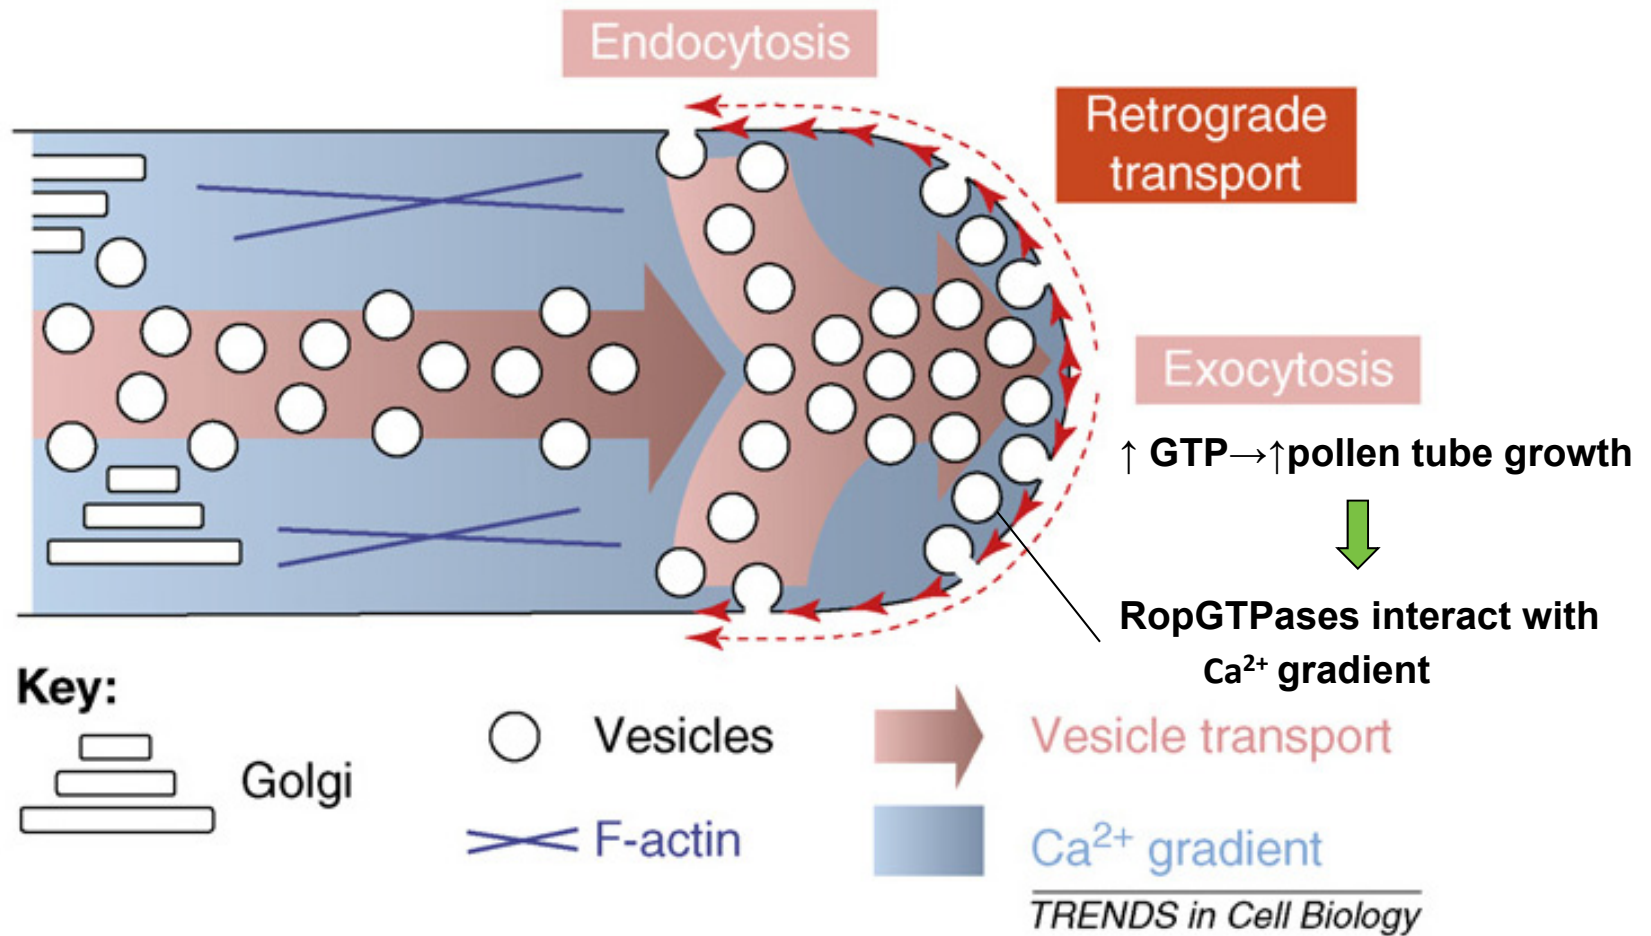 Endocytosis
Retrograde
transport
Exocytosis
↑ GTP→↑pollen tube growth
RopGTPases interact with
Ca²⁺ gradient
Key:
Golgi
Vesicles
F-actin
Vesicle transport
Ca²⁺ gradient
TRENDS in Cell Biology